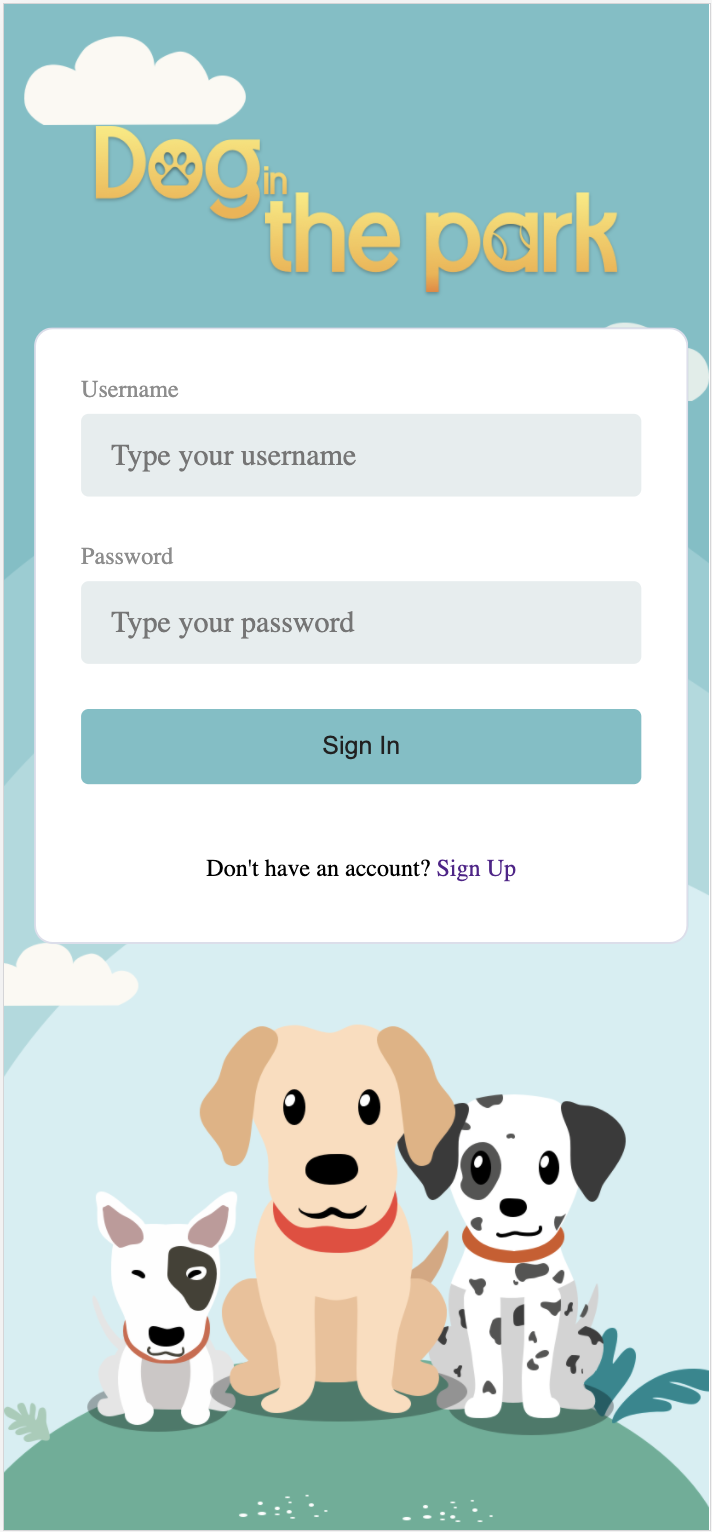 Dog in
the park
Username
Type your username
Password
Type your password
Sign In
Don't have an account? Sign Up